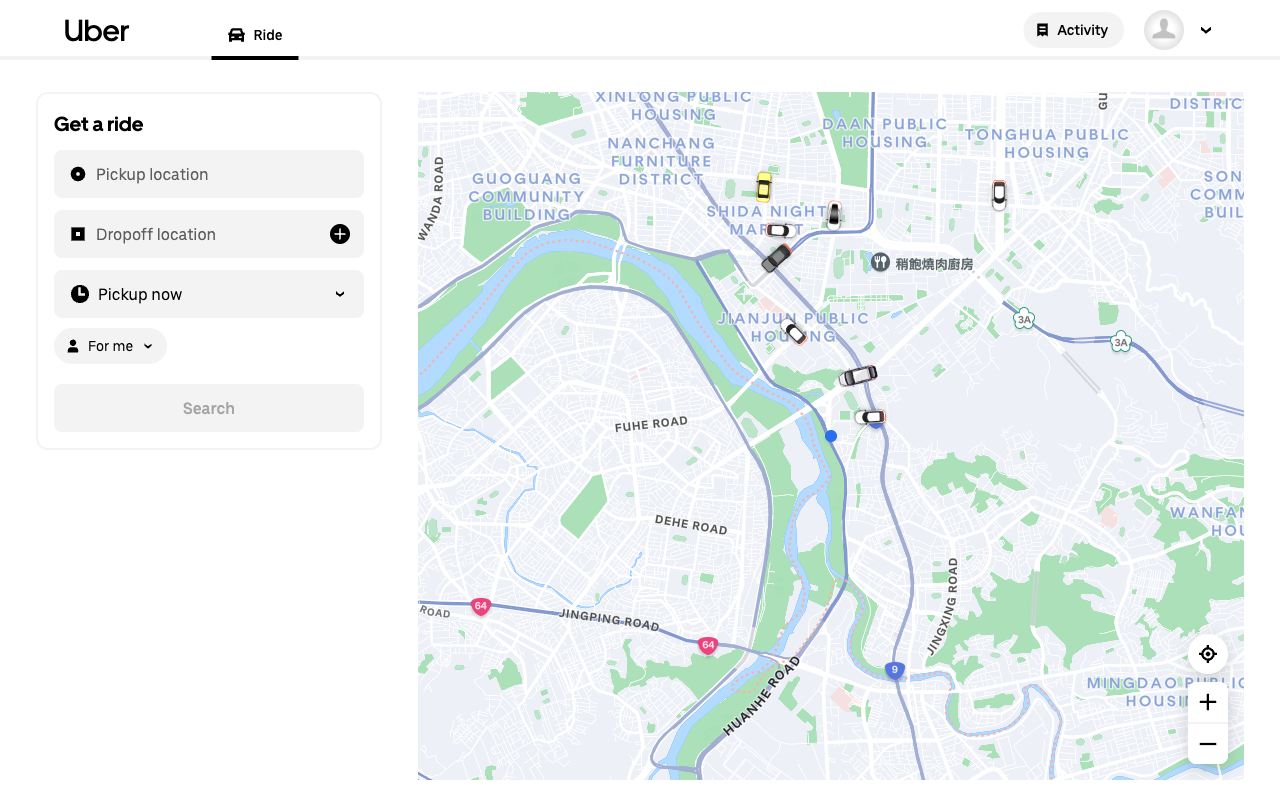 Uber
Ride
Activity
Get a ride
Pickup location
Dropoff location
Pickup now
For me
Search
XINLONG PUBLIC
HOUSING
DAAN PUBLIC
HOUSING
TONGHUA PUBLIC
HOUSING
NANCHANG
FURNITURE
DISTRICT
GUOGUANG
COMMUNITY
BUILDING
WANDA ROAD
SHIDA NIGHT
MARKET
稍飽燒肉廚房
JIANJUN PUBLIC
HOUSING
3A
3A
FUHE ROAD
DEHE ROAD
64
ROAD
JINGPING ROAD
64
HUANHE ROAD
JINGXING ROAD
9
GU
DISTRIC
SON
COMM
BUIL
WANFAN
HOU
MINGDAO PUBLIC
HOUSIN